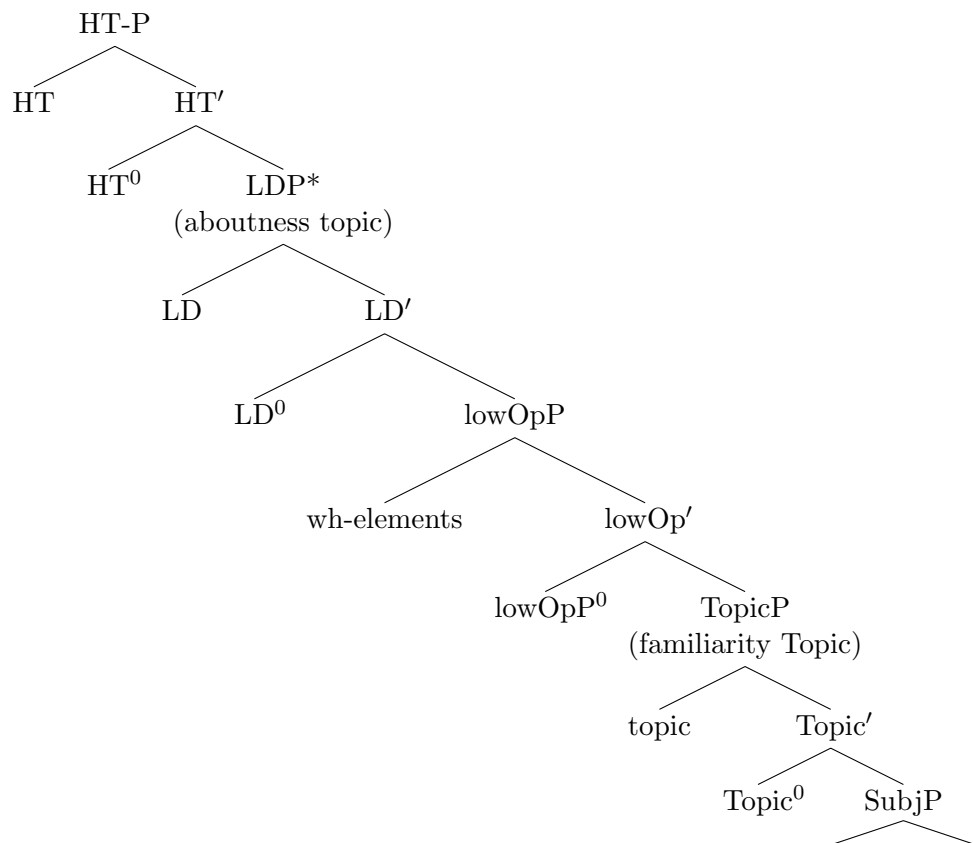 HT-P
HT HT′
HT⁰ LDP*
(aboutness topic)
LD LD′
LD⁰ lowOpP
wh-elements lowOp′
lowOpP⁰ TopicP
(familiarity Topic)
topic Topic′
Topic⁰ SubjP